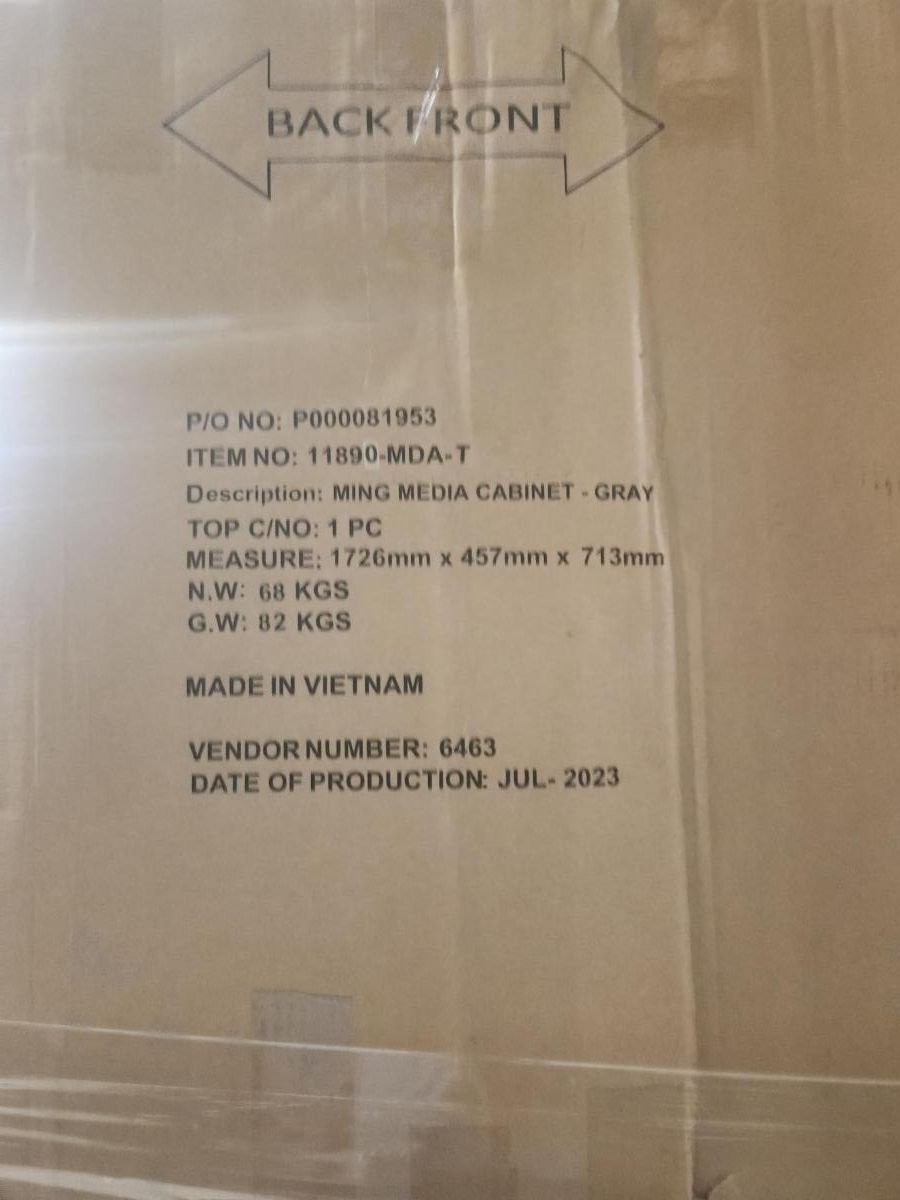 BACK FRONT
P/O NO: P000081953
ITEM NO: 11890-MDA-T
Description: MING MEDIA CABINET - GRAY
TOP C/NO: 1 PC
MEASURE: 1726mm x 457mm x 713mm
N.W: 68 KGS
G.W: 82 KGS
MADE IN VIETNAM
VENDOR NUMBER: 6463
DATE OF PRODUCTION: JUL- 2023